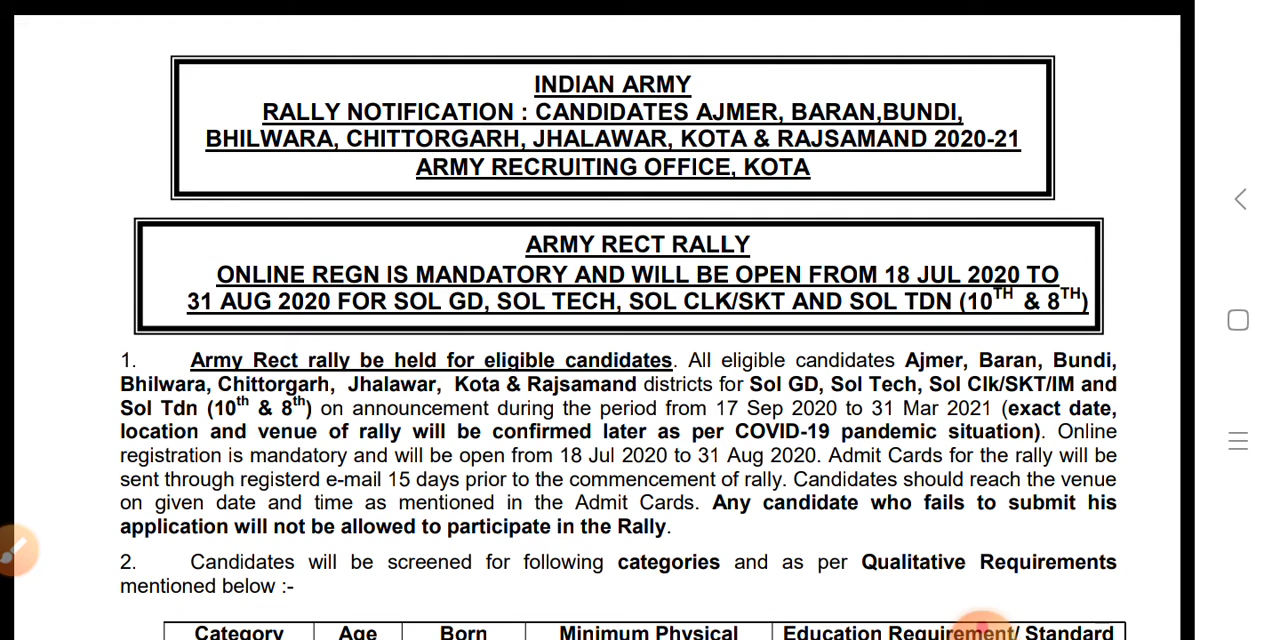 INDIAN ARMY
RALLY NOTIFICATION : CANDIDATES AJMER, BARAN,BUNDI,
BHILWARA, CHITTORGARH, JHALAWAR, KOTA & RAJSAMAND 2020-21
ARMY RECRUITING OFFICE, KOTA
ARMY RECT RALLY
ONLINE REGN IS MANDATORY AND WILL BE OPEN FROM 18 JUL 2020 TO
31 AUG 2020 FOR SOL GD, SOL TECH, SOL CLK/SKT AND SOL TDN (10TH & 8TH)
1. Army Rect rally be held for eligible candidates. All eligible candidates Ajmer, Baran, Bundi,
Bhilwara, Chittorgarh, Jhalawar, Kota & Rajsamand districts for Sol GD, Sol Tech, Sol Clk/SKT/IM and
Sol Tdn (10th & 8th) on announcement during the period from 17 Sep 2020 to 31 Mar 2021 (exact date,
location and venue of rally will be confirmed later as per COVID-19 pandemic situation). Online
registration is mandatory and will be open from 18 Jul 2020 to 31 Aug 2020. Admit Cards for the rally will be
sent through registerd e-mail 15 days prior to the commencement of rally. Candidates should reach the venue
on given date and time as mentioned in the Admit Cards. Any candidate who fails to submit his
application will not be allowed to participate in the Rally.
2. Candidates will be screened for following categories and as per Qualitative Requirements
mentioned below :-
Category Age Born Minimum Physical Education Requirement/ Standard